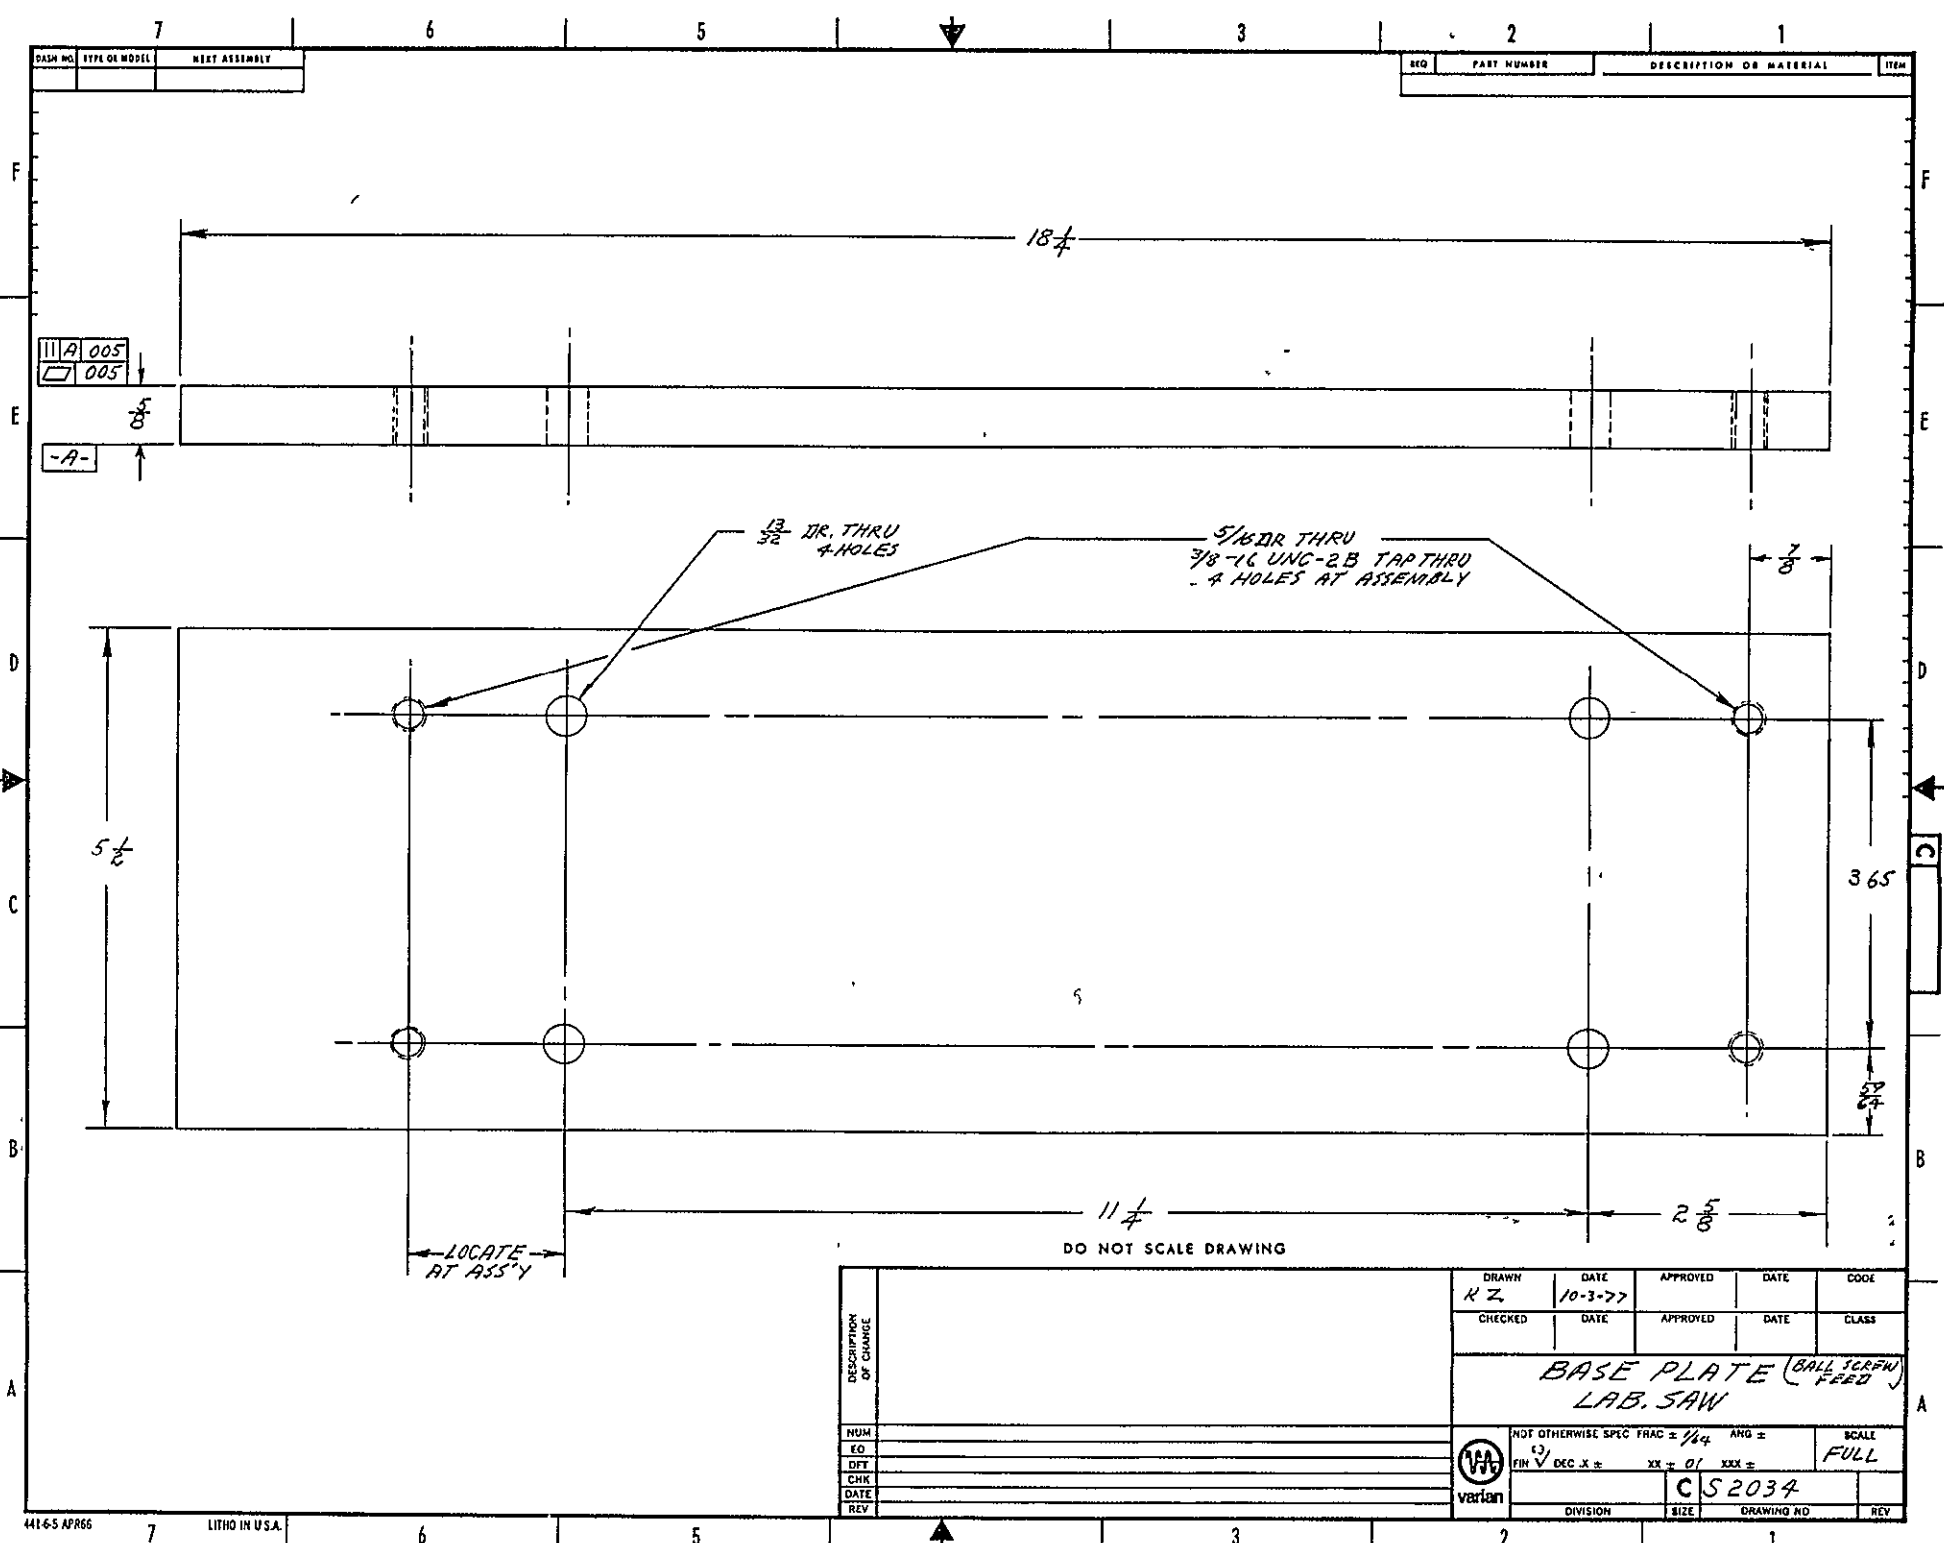 7 6 5 3 2 1
DASH NO. TYPE OR MODEL NEXT ASSEMBLY
REQ PART NUMBER DESCRIPTION OR MATERIAL ITEM
F F
18 1/4
|| A 005
005
E 5/8 E
-A-
13/32 DR. THRU
4 HOLES
5/16 DR THRU
3/8-16 UNC-2B TAP THRU
4 HOLES AT ASSEMBLY
7/8
D D
5 1/2
C
C 3 65
B B
11 1/4
2 5/8
LOCATE
AT ASS'Y
DO NOT SCALE DRAWING
DESCRIPTION
OF CHANGE
DRAWN DATE APPROVED DATE CODE
KZ 10-3-77
CHECKED DATE APPROVED DATE CLASS
BASE PLATE (BALL SCREW
FEED)
LAB. SAW
A A
NUM
EO
DFT
CHK
DATE
REV
varian
NOT OTHERWISE SPEC FRAC ± 1/64 ANG ± SCALE
FIN DEC .X ± XX ± 01 XXX ± FULL
C S2034
DIVISION SIZE DRAWING NO REV
441-6-5 APR66 LITHO IN U.S.A.
7 6 5 3 2 1